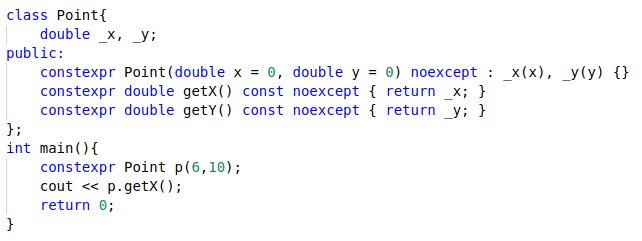 class Point{
    double _x, _y;
public:
    constexpr Point(double x = 0, double y = 0) noexcept : _x(x), _y(y) {}
    constexpr double getX() const noexcept { return _x; }
    constexpr double getY() const noexcept { return _y; }
};
int main(){
    constexpr Point p(6,10);
    cout << p.getX();
    return 0;
}